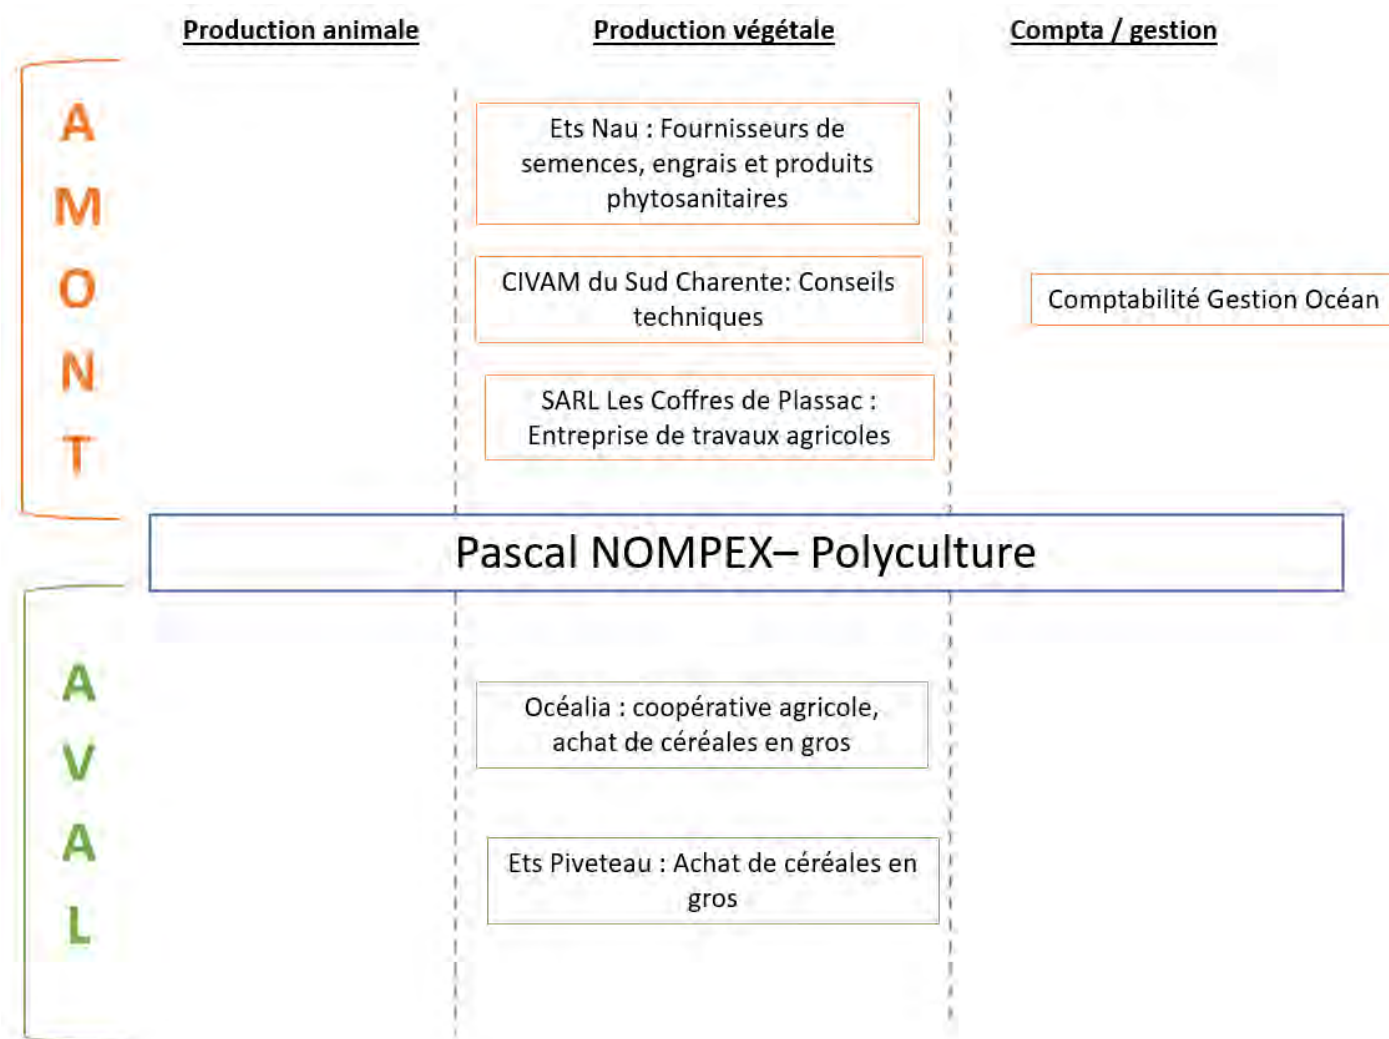 Production animale
Production végétale
Compta / gestion
A
M
O
N
T
Ets Nau : Fournisseurs de
semences, engrais et produits
phytosanitaires
CIVAM du Sud Charente: Conseils
techniques
Comptabilité Gestion Océan
SARL Les Coffres de Plassac :
Entreprise de travaux agricoles
Pascal NOMPEX– Polyculture
A
V
A
L
Océalia : coopérative agricole,
achat de céréales en gros
Ets Piveteau : Achat de céréales en
gros